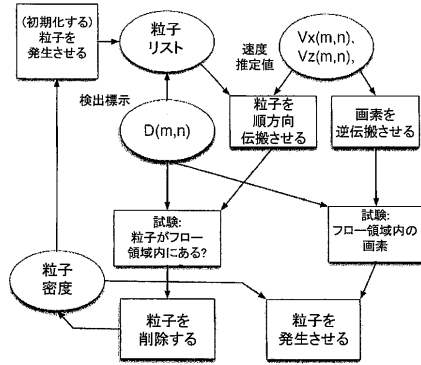 (初期化する)
粒子を
発生させる
粒子
リスト
速度
推定値
Vx(m,n),
Vz(m,n),
検出標示
D(m,n)
粒子を
順方向
伝搬させる
画素を
逆伝搬させる
試験:
粒子がフロー
領域内にある?
試験:
フロー領域内の
画素
粒子
密度
粒子を
削除する
粒子を
発生させる